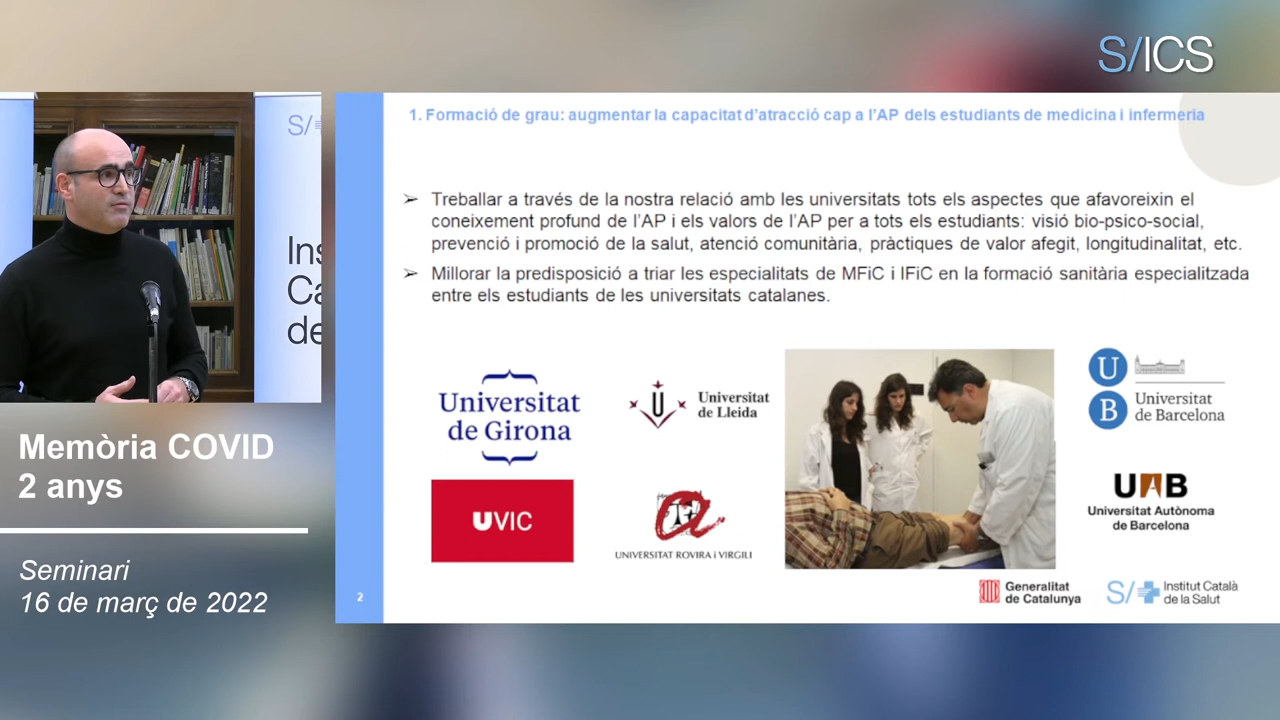 S/ICS
1. Formació de grau: augmentar la capacitat d'atracció cap a l'AP dels estudiants de medicina i infermeria
S/
Ins
Ca
de
➢ Treballar a través de la nostra relació amb les universitats tots els aspectes que afavoreixin el
coneixement profund de l'AP i els valors de l'AP per a tots els estudiants: visió bio-psico-social,
prevenció i promoció de la salut, atenció comunitària, pràctiques de valor afegit, longitudinalitat, etc.
➢ Millorar la predisposició a triar les especialitats de MFiC i IFiC en la formació sanitària especialitzada
entre els estudiants de les universitats catalanes.
Universitat
de Girona
U
Universitat
de Lleida
U
B
Universitat
de Barcelona
UVIC
UNIVERSITAT ROVIRA i VIRGILI
UAB
Universitat Autònoma
de Barcelona
2
Generalitat
de Catalunya
S/
Institut Català
de la Salut
Memòria COVID
2 anys
Seminari
16 de març de 2022